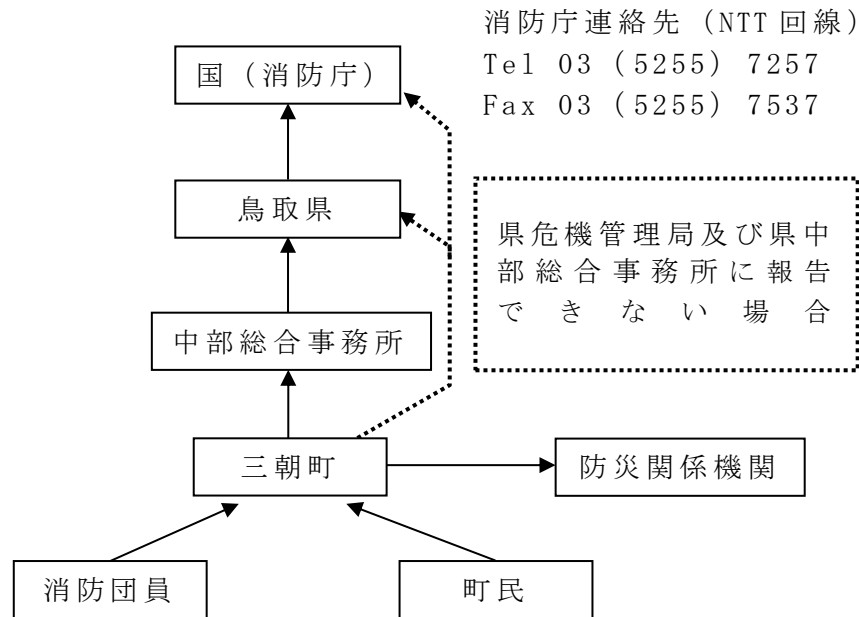 消防庁連絡先（NTT回線）
国（消防庁）
Tel 03（5255）7257
Fax 03（5255）7537
鳥取県
県危機管理局及び県中
部総合事務所に報告
できない場合
中部総合事務所
三朝町
防災関係機関
消防団員
町民